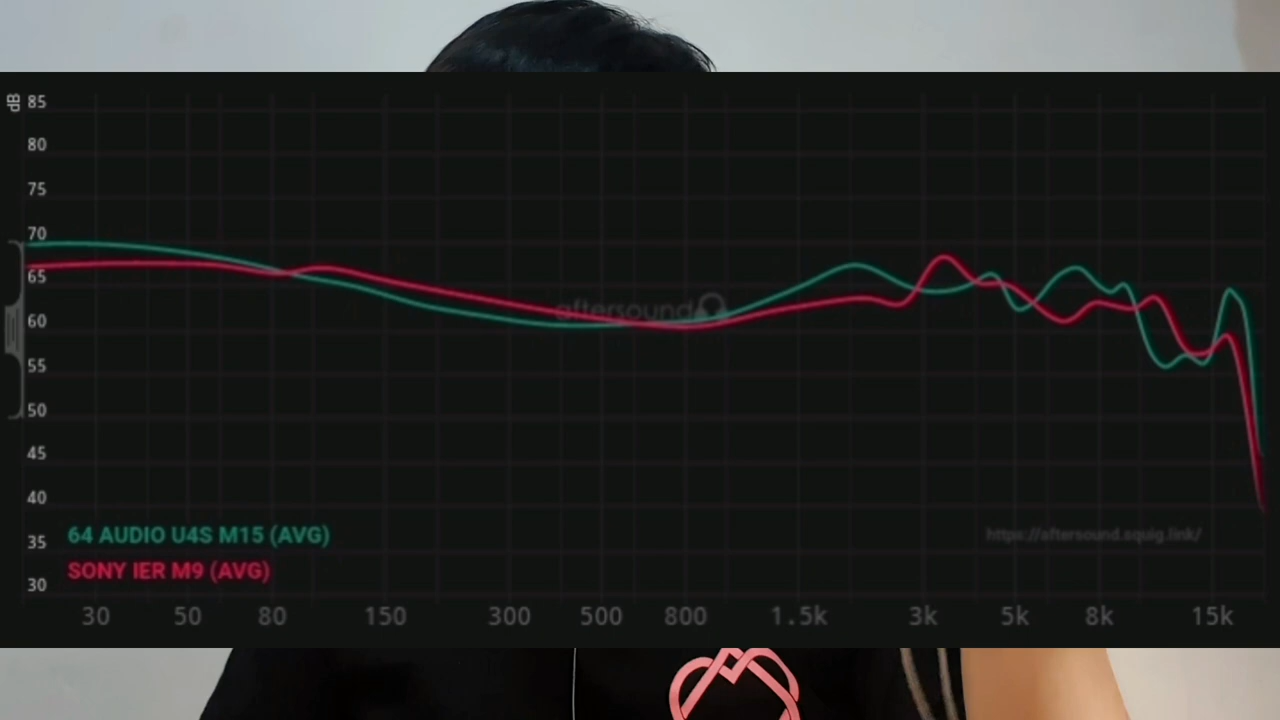 dB
85
80
75
70
65
60
55
50
45
40
35
30
aftersound
64 AUDIO U4S M15 (AVG)
SONY IER M9 (AVG)
https://aftersound.squig.link/
30 50 80 150 300 500 800 1.5k 3k 5k 8k 15k